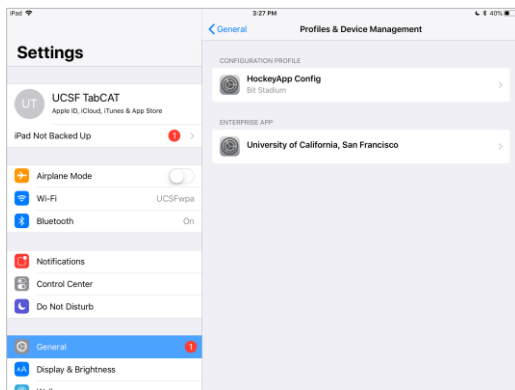 iPad
3:27 PM
40%
Settings
General
Profiles & Device Management
UT
UCSF TabCAT
Apple ID, iCloud, iTunes & App Store
iPad Not Backed Up
1
Airplane Mode
Wi-Fi
UCSFwpa
Bluetooth
On
Notifications
Control Center
Do Not Disturb
General
1
AA
Display & Brightness
CONFIGURATION PROFILE
HockeyApp Config
Bit Stadium
ENTERPRISE APP
University of California, San Francisco